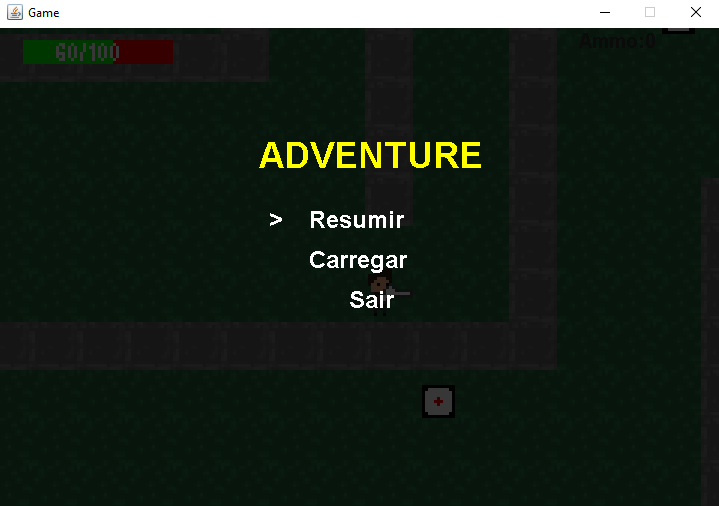 Game
60/100
Ammo:0
ADVENTURE
> Resumir
Carregar
Sair